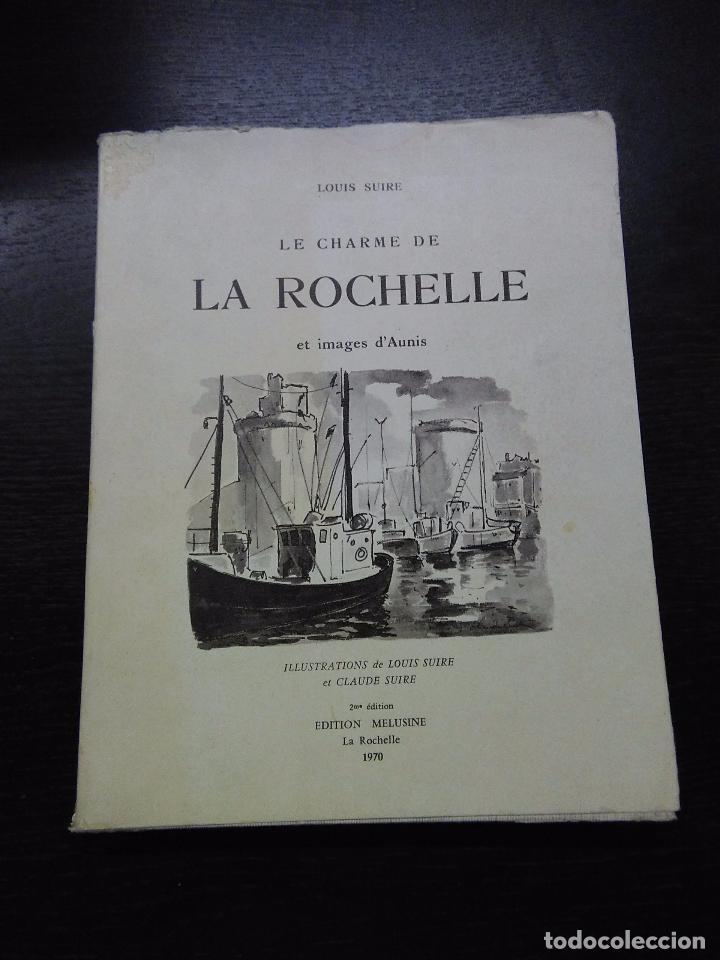 LOUIS SUIRE
LE CHARME DE
LA ROCHELLE
et images d'Aunis
ILLUSTRATIONS de LOUIS SUIRE
et CLAUDE SUIRE
2me édition
EDITION MELUSINE
La Rochelle
1970
todocoleccion